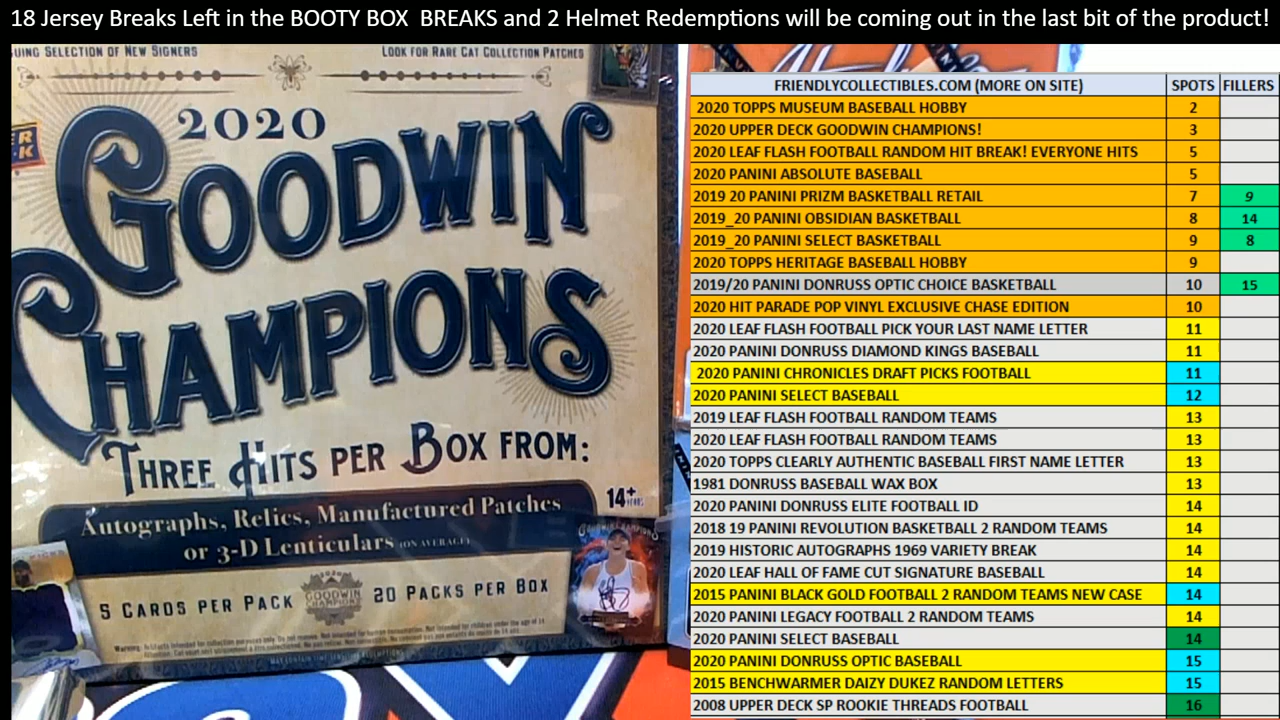 18 Jersey Breaks Left in the BOOTY BOX  BREAKS and 2 Helmet Redemptions will be coming out in the last bit of the product!
UING SELECTION OF NEW SIGNERS
LOOK FOR RARE CAT COLLECTION PATCHES
2020
GOODWIN
CHAMPIONS
THREE HITS PER BOX FROM:
14+
Autographs, Relics, Manufactured Patches
or 3-D Lenticulars (ON AVERAGE)
5 CARDS PER PACK
GOODWIN
CHAMPIONS
20 PACKS PER BOX
FRIENDLYCOLLECTIBLES.COM (MORE ON SITE) SPOTS FILLERS
2020 TOPPS MUSEUM BASEBALL HOBBY 2
2020 UPPER DECK GOODWIN CHAMPIONS! 3
2020 LEAF FLASH FOOTBALL RANDOM HIT BREAK! EVERYONE HITS 5
2020 PANINI ABSOLUTE BASEBALL 5
2019 20 PANINI PRIZM BASKETBALL RETAIL 7 9
2019_20 PANINI OBSIDIAN BASKETBALL 8 14
2019_20 PANINI SELECT BASKETBALL 9 8
2020 TOPPS HERITAGE BASEBALL HOBBY 9
2019/20 PANINI DONRUSS OPTIC CHOICE BASKETBALL 10 15
2020 HIT PARADE POP VINYL EXCLUSIVE CHASE EDITION 10
2020 LEAF FLASH FOOTBALL PICK YOUR LAST NAME LETTER 11
2020 PANINI DONRUSS DIAMOND KINGS BASEBALL 11
2020 PANINI CHRONICLES DRAFT PICKS FOOTBALL 11
2020 PANINI SELECT BASEBALL 12
2019 LEAF FLASH FOOTBALL RANDOM TEAMS 13
2020 LEAF FLASH FOOTBALL RANDOM TEAMS 13
2020 TOPPS CLEARLY AUTHENTIC BASEBALL FIRST NAME LETTER 13
1981 DONRUSS BASEBALL WAX BOX 13
2020 PANINI DONRUSS ELITE FOOTBALL ID 14
2018 19 PANINI REVOLUTION BASKETBALL 2 RANDOM TEAMS 14
2019 HISTORIC AUTOGRAPHS 1969 VARIETY BREAK 14
2020 LEAF HALL OF FAME CUT SIGNATURE BASEBALL 14
2015 PANINI BLACK GOLD FOOTBALL 2 RANDOM TEAMS NEW CASE 14
2020 PANINI LEGACY FOOTBALL 2 RANDOM TEAMS 14
2020 PANINI SELECT BASEBALL 14
2020 PANINI DONRUSS OPTIC BASEBALL 15
2015 BENCHWARMER DAIZY DUKEZ RANDOM LETTERS 15
2008 UPPER DECK SP ROOKIE THREADS FOOTBALL 16